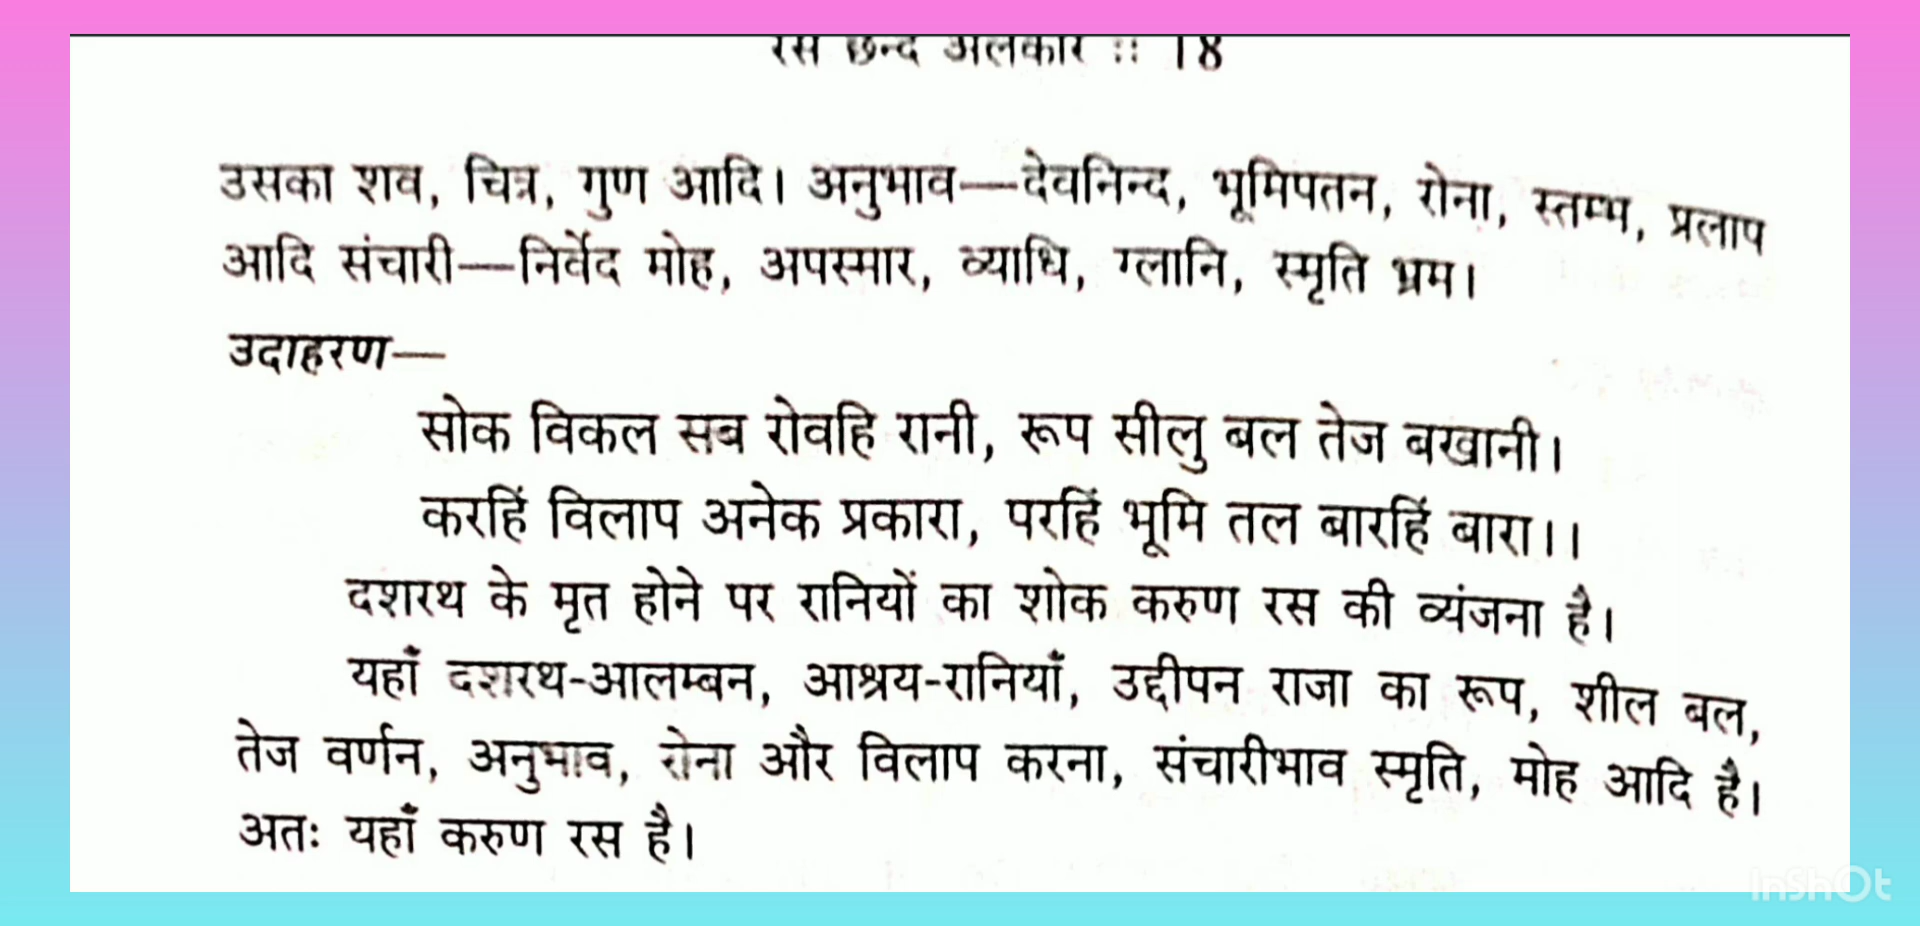 रस छन्द अलंकार :: 18
उसका शव, चित्र, गुण आदि। अनुभाव—देवनिन्द, भूमिपतन, रोना, स्तम्भ, प्रलाप
आदि संचारी—निर्वेद मोह, अपस्मार, व्याधि, ग्लानि, स्मृति भ्रम।
उदाहरण—
सोक विकल सब रोवहि रानी, रूप सीलु बल तेज बखानी।
करहिं विलाप अनेक प्रकारा, परहिं भूमि तल बारहिं बारा।।
दशरथ के मृत होने पर रानियों का शोक करुण रस की व्यंजना है।
यहाँ दशरथ-आलम्बन, आश्रय-रानियाँ, उद्दीपन राजा का रूप, शील बल,
तेज वर्णन, अनुभाव, रोना और विलाप करना, संचारीभाव स्मृति, मोह आदि है।
अतः यहाँ करुण रस है।
InShOt